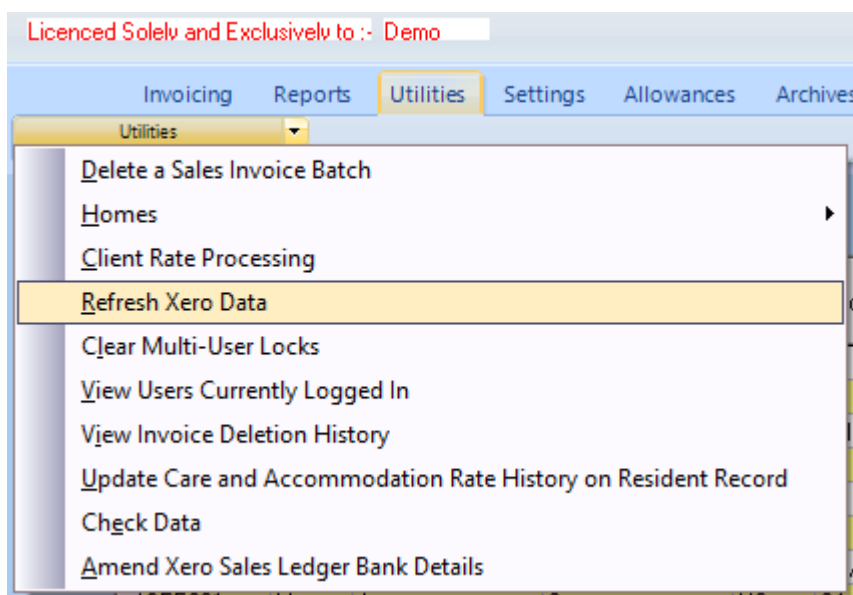 Licenced Solely and Exclusively to :- Demo
Invoicing Reports Utilities Settings Allowances Archives
Utilities
Delete a Sales Invoice Batch
Homes
Client Rate Processing
Refresh Xero Data
Clear Multi-User Locks
View Users Currently Logged In
View Invoice Deletion History
Update Care and Accommodation Rate History on Resident Record
Check Data
Amend Xero Sales Ledger Bank Details